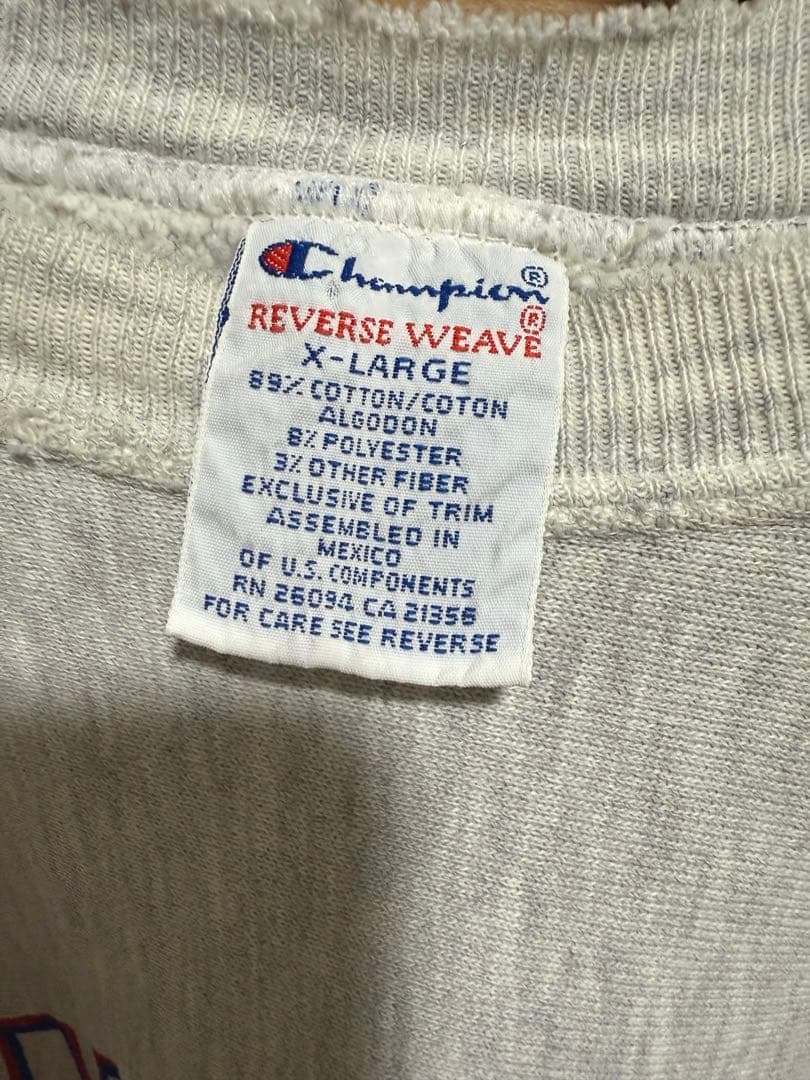 Champion®
REVERSE WEAVE®
X-LARGE
89% COTTON/COTON
ALGODON
8% POLYESTER
3% OTHER FIBER
EXCLUSIVE OF TRIM
ASSEMBLED IN
MEXICO
OF U.S. COMPONENTS
RN 26094 CA 21356
FOR CARE SEE REVERSE